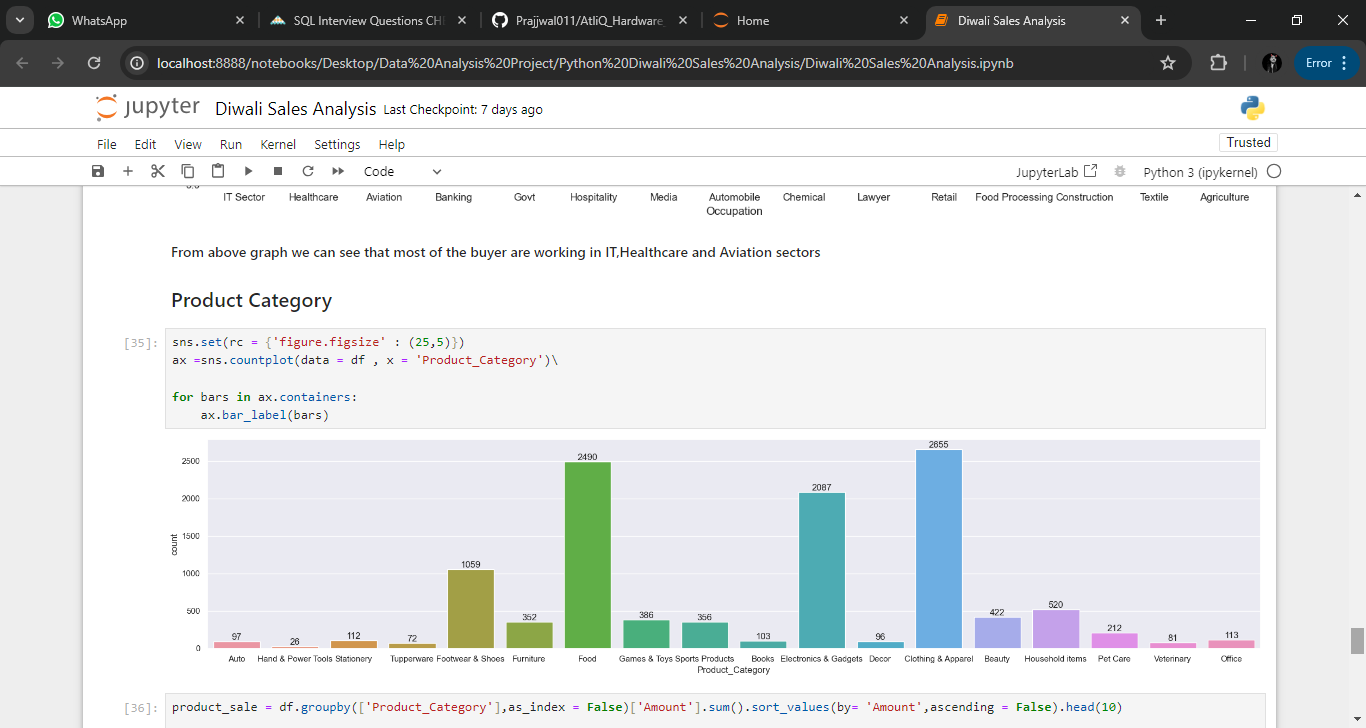 WhatsApp
SQL Interview Questions CH
Prajjwal011/AtliQ_Hardware_
Home
Diwali Sales Analysis
localhost:8888/notebooks/Desktop/Data%20Analysis%20Project/Python%20Diwali%20Sales%20Analysis/Diwali%20Sales%20Analysis.ipynb
Error
jupyter Diwali Sales Analysis Last Checkpoint: 7 days ago
File Edit View Run Kernel Settings Help
Trusted
Code
JupyterLab
Python 3 (ipykernel)
IT Sector Healthcare Aviation Banking Govt Hospitality Media Automobile Chemical Lawyer Retail Food Processing Construction Textile Agriculture
Occupation
From above graph we can see that most of the buyer are working in IT,Healthcare and Aviation sectors
Product Category
[35]:
sns.set(rc = {'figure.figsize' : (25,5)})
ax =sns.countplot(data = df , x = 'Product_Category')\
for bars in ax.containers:
ax.bar_label(bars)
2500
2000
1500
1000
500
0
count
97 26 112 72 1059 352 2490 386 356 103 2087 96 2655 422 520 212 81 113
Auto Hand & Power Tools Stationery Tupperware Footwear & Shoes Furniture Food Games & Toys Sports Products Books Electronics & Gadgets Decor Clothing & Apparel Beauty Household items Pet Care Veterinary Office
Product_Category
[36]:
product_sale = df.groupby(['Product_Category'],as_index = False)['Amount'].sum().sort_values(by= 'Amount',ascending = False).head(10)